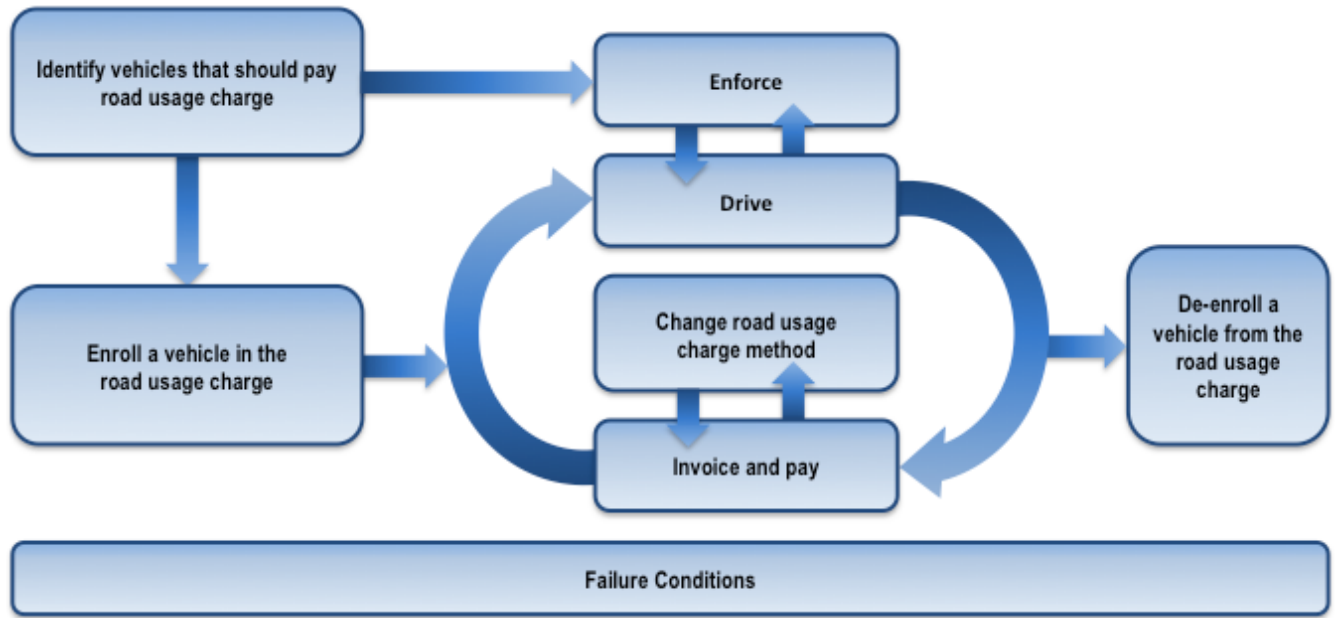 Identify vehicles that should pay
road usage charge
Enforce
Drive
Enroll a vehicle in the
road usage charge
Change road usage
charge method
Invoice and pay
De-enroll a
vehicle from the
road usage
charge
Failure Conditions